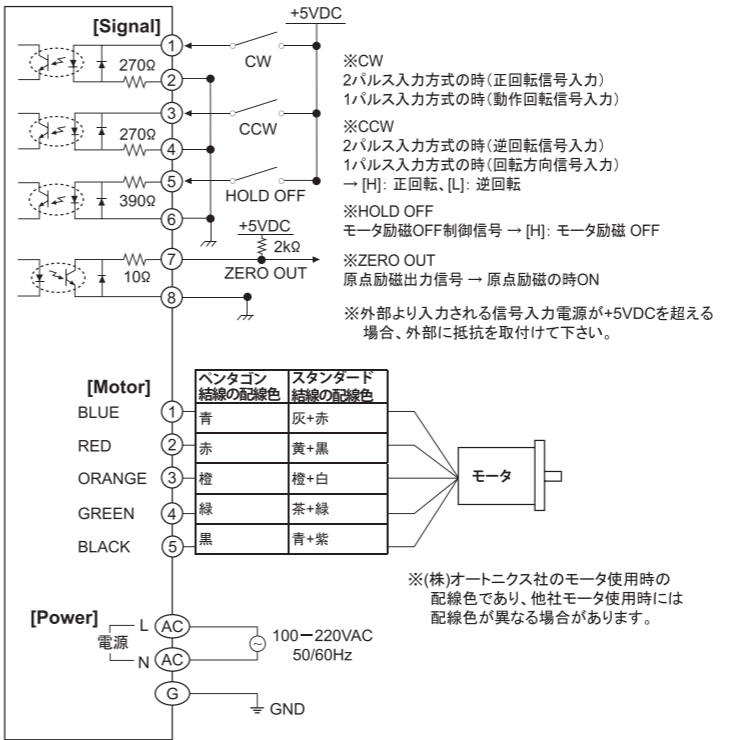 [Signal]
+5VDC
1
270Ω
CW
2
3
270Ω
CCW
4
5
390Ω
HOLD OFF
6
+5VDC
2kΩ
7
10Ω
ZERO OUT
8
※CW
2パルス入力方式の時(正回転信号入力)
1パルス入力方式の時(動作回転信号入力)
※CCW
2パルス入力方式の時(逆回転信号入力)
1パルス入力方式の時(回転方向信号入力)
→ [H]: 正回転、[L]: 逆回転
※HOLD OFF
モータ励磁OFF制御信号 → [H]: モータ励磁 OFF
※ZERO OUT
原点励磁出力信号 → 原点励磁の時ON
※外部より入力される信号入力電源が+5VDCを超える
場合、外部に抵抗を取付けて下さい。
[Motor]
ペンタゴン
結線の配線色
スタンダード
結線の配線色
BLUE 1 青 灰+赤
RED 2 赤 黄+黒
ORANGE 3 橙 橙+白
GREEN 4 緑 茶+緑
BLACK 5 黒 青+紫
モータ
※(株)オートニクス社のモータ使用時の
配線色であり、他社モータ使用時には
配線色が異なる場合があります。
[Power]
電源
L AC
N AC
100ー220VAC
50/60Hz
G
GND